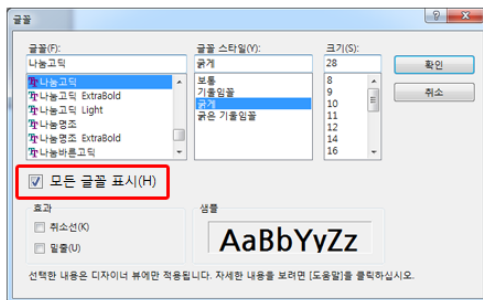 글꼴
글꼴(F):
나눔고딕
나눔고딕
나눔고딕 ExtraBold
나눔고딕 Light
나눔명조
나눔명조 ExtraBold
나눔바른고딕
글꼴 스타일(Y):
굵게
보통
기울임꼴
굵게
굵은 기울임꼴
크기(S):
28
8
9
10
11
12
14
16
확인
취소
모든 글꼴 표시(H)
효과
취소선(K)
밑줄(U)
샘플
AaBbYyZz
선택한 내용은 디자이너 뷰에만 적용됩니다. 자세한 내용을 보려면 [도움말]을 클릭하십시오.